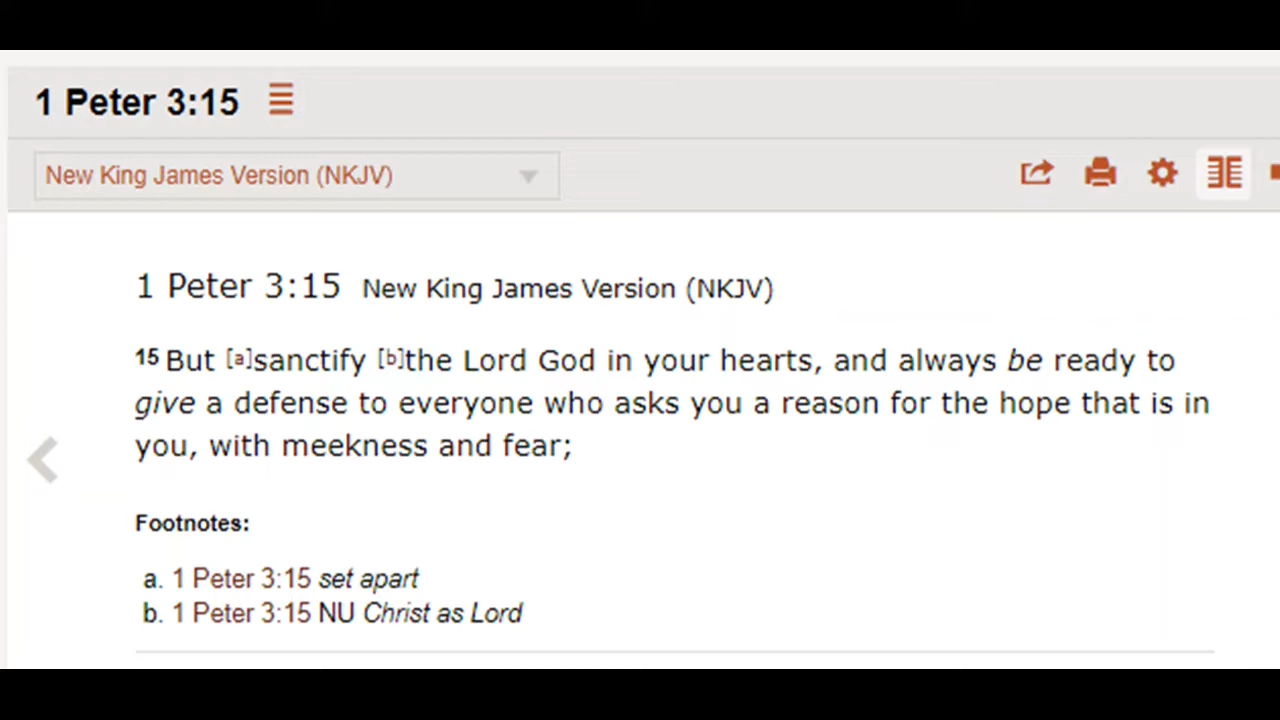 1 Peter 3:15
New King James Version (NKJV)
1 Peter 3:15 New King James Version (NKJV)
15 But [a]sanctify [b]the Lord God in your hearts, and always be ready to
give a defense to everyone who asks you a reason for the hope that is in
you, with meekness and fear;
Footnotes:
a. 1 Peter 3:15 set apart
b. 1 Peter 3:15 NU Christ as Lord